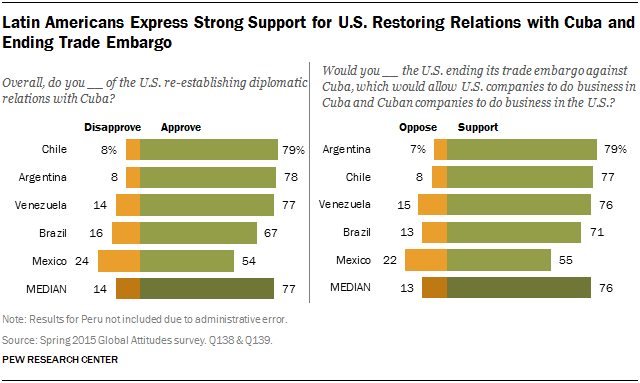 Latin Americans Express Strong Support for U.S. Restoring Relations with Cuba and
Ending Trade Embargo
Overall, do you __ of the U.S. re-establishing diplomatic
relations with Cuba?
Disapprove Approve
Chile 8% 79%
Argentina 8 78
Venezuela 14 77
Brazil 16 67
Mexico 24 54
MEDIAN 14 77
Would you __ the U.S. ending its trade embargo against
Cuba, which would allow U.S. companies to do business in
Cuba and Cuban companies to do business in the U.S.?
Oppose Support
Argentina 7% 79%
Chile 8 77
Venezuela 15 76
Brazil 13 71
Mexico 22 55
MEDIAN 13 76
Note: Results for Peru not included due to administrative error.
Source: Spring 2015 Global Attitudes survey. Q138 & Q139.
PEW RESEARCH CENTER